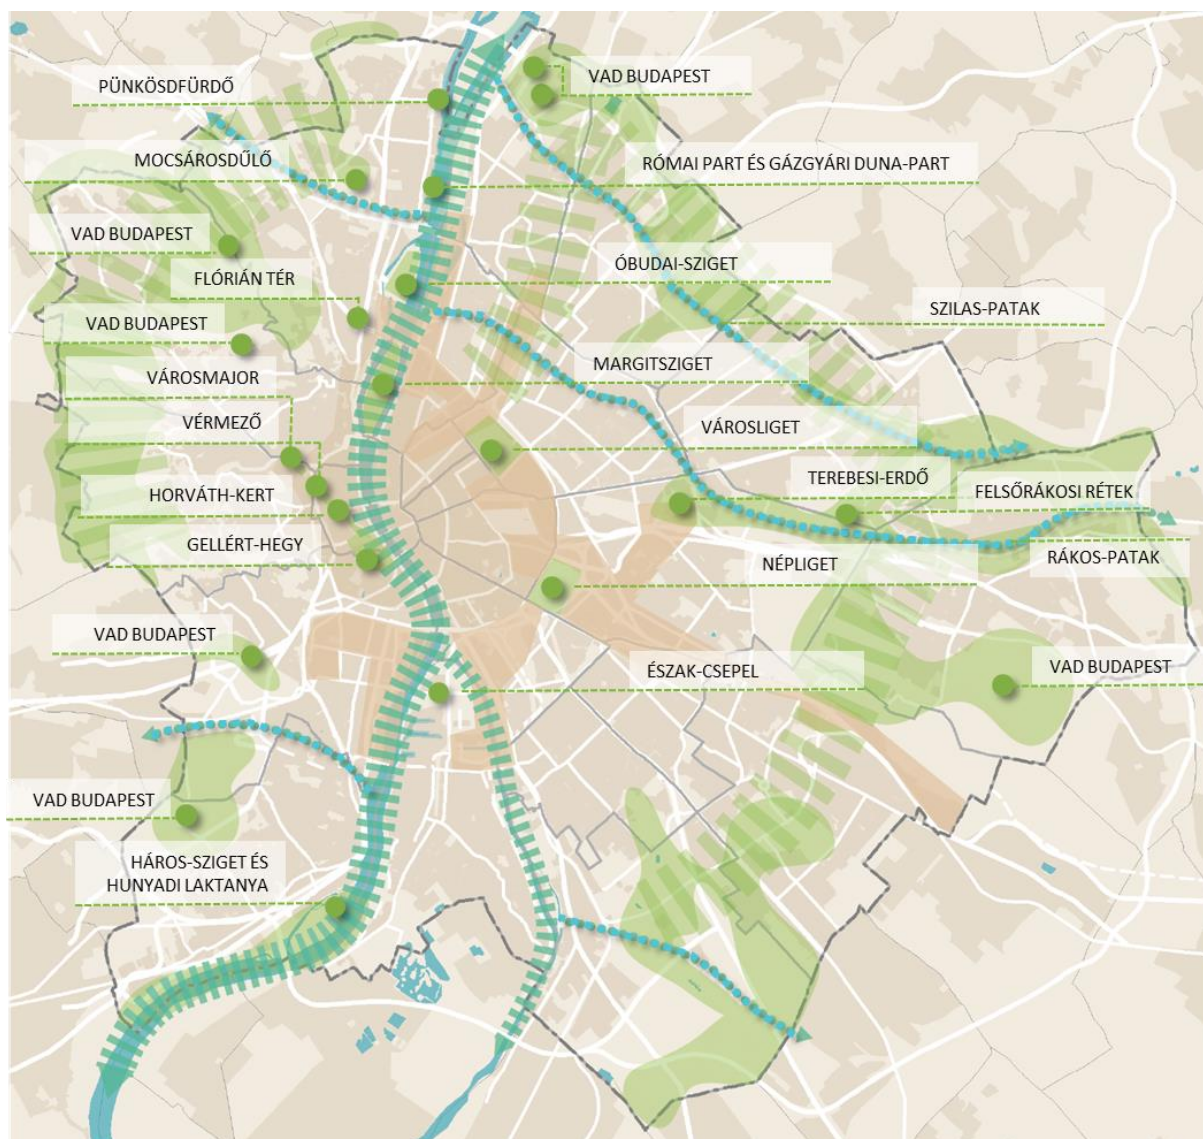 VAD BUDAPEST
PÜNKÖSDFÜRDŐ
MOCSÁROSDŰLŐ
RÓMAI PART ÉS GÁZGYÁRI DUNA-PART
VAD BUDAPEST
ÓBUDAI-SZIGET
FLÓRIÁN TÉR
SZILAS-PATAK
VAD BUDAPEST
MARGITSZIGET
VÁROSMAJOR
VÉRMEZŐ
VÁROSLIGET
TEREBESI-ERDŐ
FELSŐRÁKOSI RÉTEK
HORVÁTH-KERT
GELLÉRT-HEGY
NÉPLIGET
RÁKOS-PATAK
VAD BUDAPEST
ÉSZAK-CSEPEL
VAD BUDAPEST
VAD BUDAPEST
HÁROS-SZIGET ÉS
HUNYADI LAKTANYA